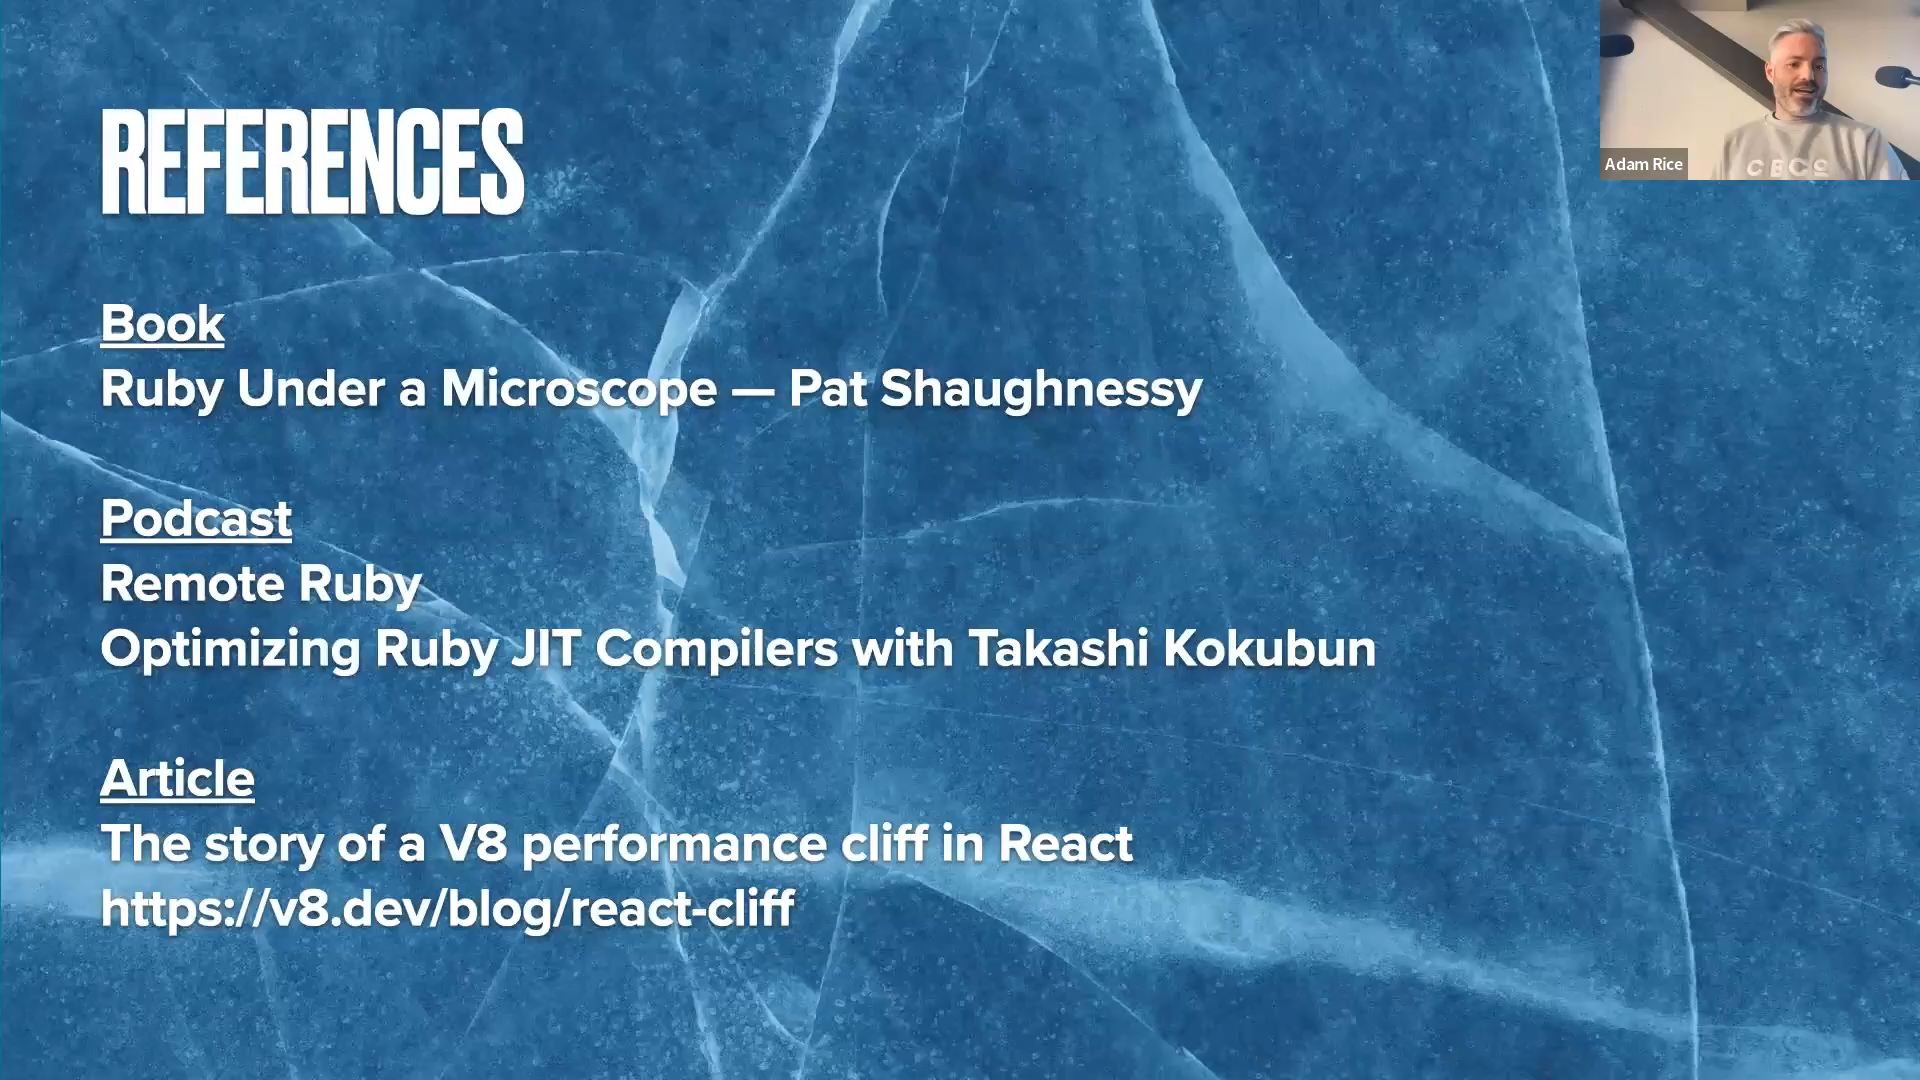 REFERENCES
Book
Ruby Under a Microscope — Pat Shaughnessy
Podcast
Remote Ruby
Optimizing Ruby JIT Compilers with Takashi Kokubun
Article
The story of a V8 performance cliff in React
https://v8.dev/blog/react-cliff
Adam Rice